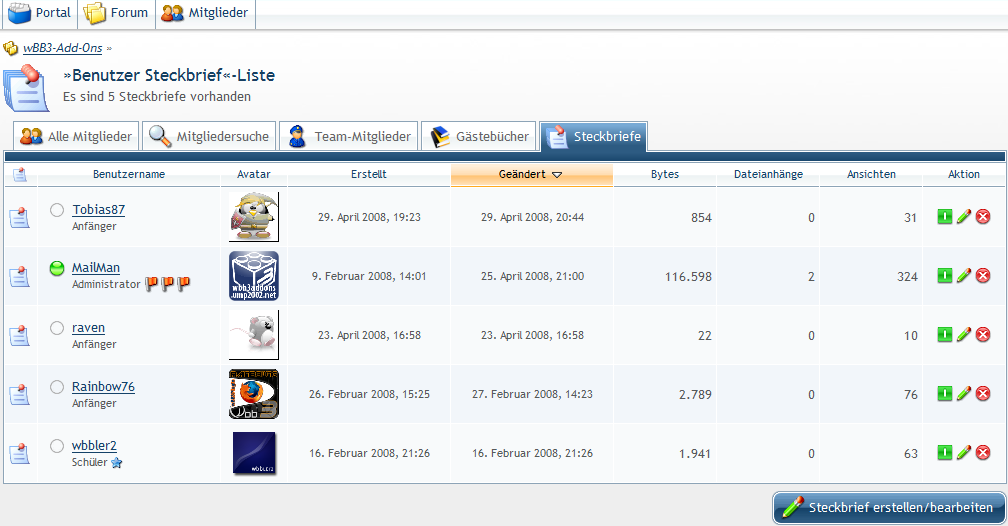 Portal Forum Mitglieder
wBB3-Add-Ons »
»Benutzer Steckbrief«-Liste
Es sind 5 Steckbriefe vorhanden
Alle Mitglieder Mitgliedersuche Team-Mitglieder Gästebücher Steckbriefe
Benutzername Avatar Erstellt Geändert Bytes Dateianhänge Ansichten Aktion
Tobias87
Anfänger
29. April 2008, 19:23 29. April 2008, 20:44 854 0 31
MailMan
Administrator
wbb3addons
.ump2002.net
9. Februar 2008, 14:01 25. April 2008, 21:00 116.598 2 324
raven
Anfänger
23. April 2008, 16:58 23. April 2008, 16:58 22 0 10
Rainbow76
Anfänger
26. Februar 2008, 15:25 27. Februar 2008, 14:23 2.789 0 76
wbbler2
Schüler
wbbler2
16. Februar 2008, 21:26 16. Februar 2008, 21:26 1.941 0 63
Steckbrief erstellen/bearbeiten